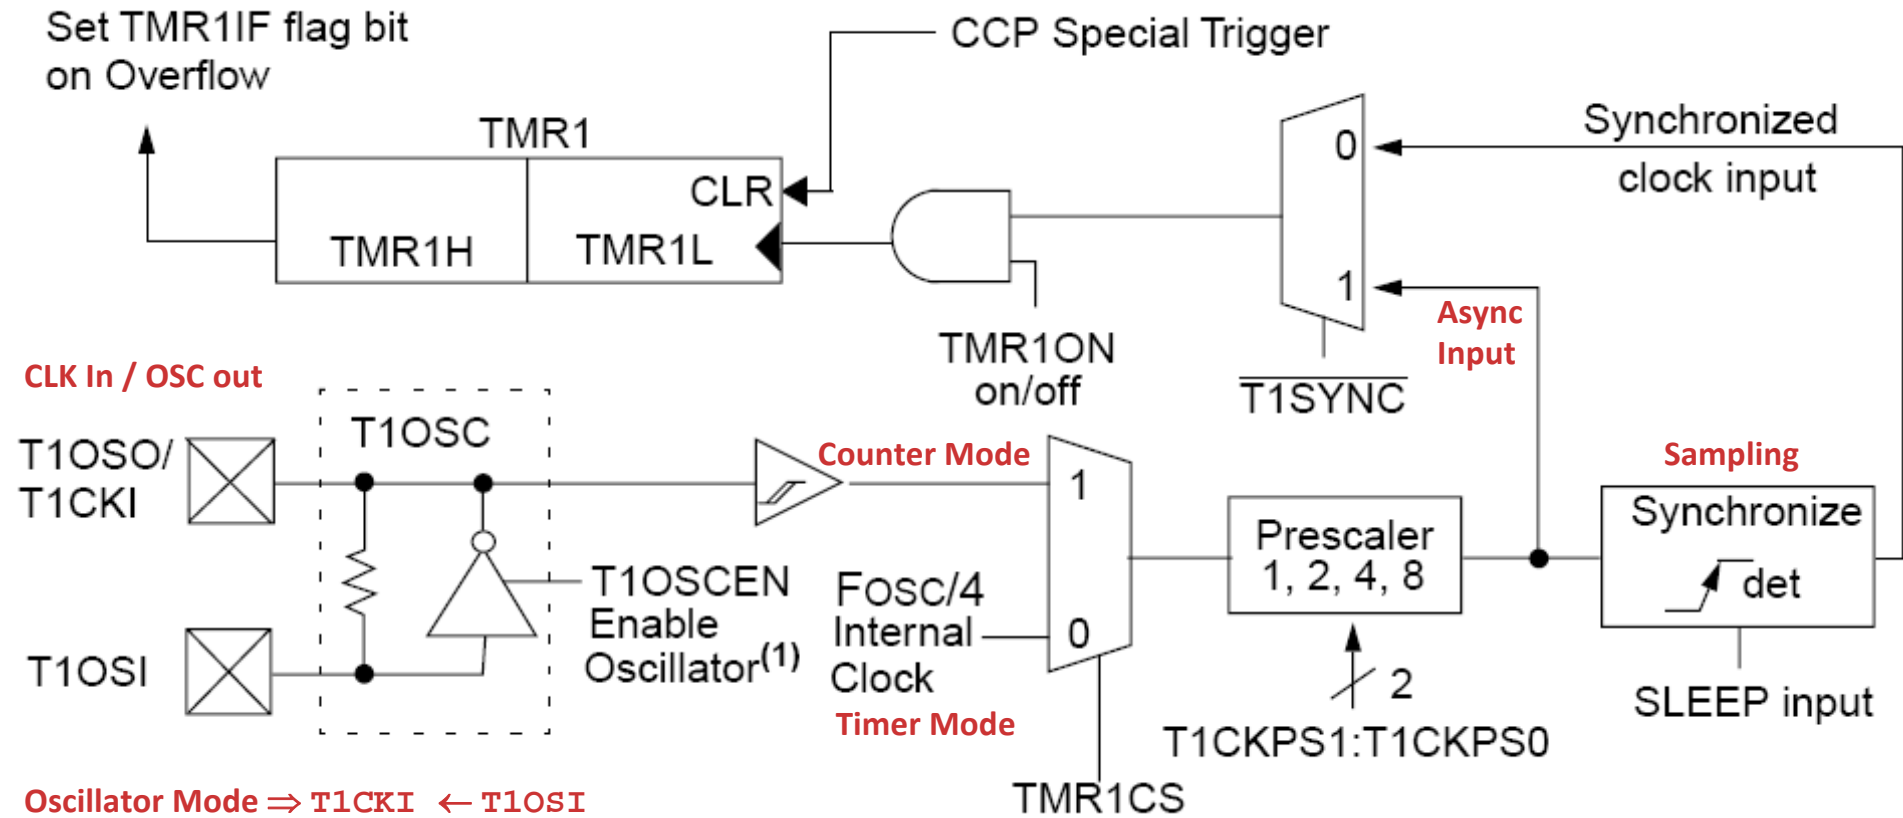 Set TMR1IF flag bit
on Overflow
CCP Special Trigger
TMR1
CLR
TMR1H
TMR1L
0
1
Synchronized
clock input
Async
Input
TMR1ON
on/off
T1SYNC
CLK In / OSC out
T1OSC
T1OSO/
T1CKI
Counter Mode
1
Sampling
Synchronize
det
Prescaler
1, 2, 4, 8
T1OSCEN
Enable
Oscillator(1)
FOSC/4
Internal
Clock
0
T1OSI
2
SLEEP input
Timer Mode
T1CKPS1:T1CKPS0
TMR1CS
Oscillator Mode ⇒ T1CKI ← T1OSI